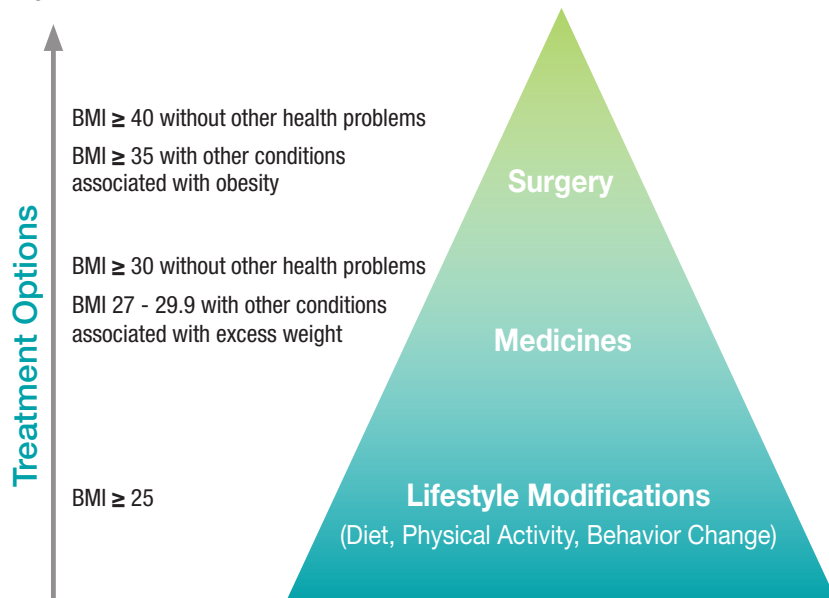 Treatment Options
BMI ≥ 40 without other health problems
BMI ≥ 35 with other conditions
associated with obesity
Surgery
BMI ≥ 30 without other health problems
BMI 27 - 29.9 with other conditions
associated with excess weight
Medicines
BMI ≥ 25
Lifestyle Modifications
(Diet, Physical Activity, Behavior Change)